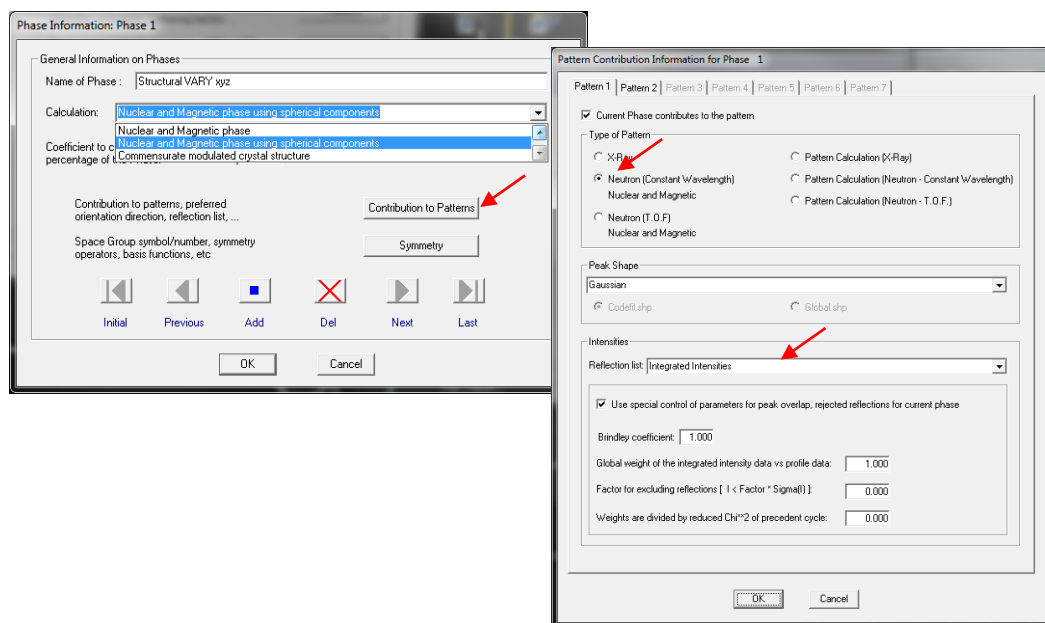 Phase Information: Phase 1
General Information on Phases
Name of Phase : Structural VARY xyz
Calculation: Nuclear and Magnetic phase using spherical components
Nuclear and Magnetic phase
Nuclear and Magnetic phase using spherical components
Commensurate modulated crystal structure
Coefficient to c
percentage of t
Contribution to
patterns, preferred
orientation direction, reflection list, ...
Contribution to Patterns
Space Group symbol/number, symmetry
operators, basis functions, etc
Symmetry
Initial Previous Add Del Next Last
OK Cancel
Pattern Contribution Information for Phase 1
Pattern 1 Pattern 2 Pattern 3 Pattern 4 Pattern 5 Pattern 6 Pattern 7
Current Phase contributes to the pattern
Type of Pattern
X-Ray
Pattern Calculation (X-Ray)
Neutron (Constant Wavelength)
Nuclear and Magnetic
Pattern Calculation (Neutron - Constant Wavelength)
Neutron (T.O.F)
Nuclear and Magnetic
Pattern Calculation (Neutron - T.O.F.)
Peak Shape
Gaussian
Codefil.shp Global.shp
Intensities
Reflection list: Integrated Intensities
Use special control of parameters for peak overlap, rejected reflections for current phase
Brindley coefficient: 1.000
Global weight of the integrated intensity data vs profile data: 1.000
Factor for excluding reflections [ I < Factor * Sigma(I) ]: 0.000
Weights are divided by reduced Chi**2 of precedent cycle: 0.000
OK Cancel